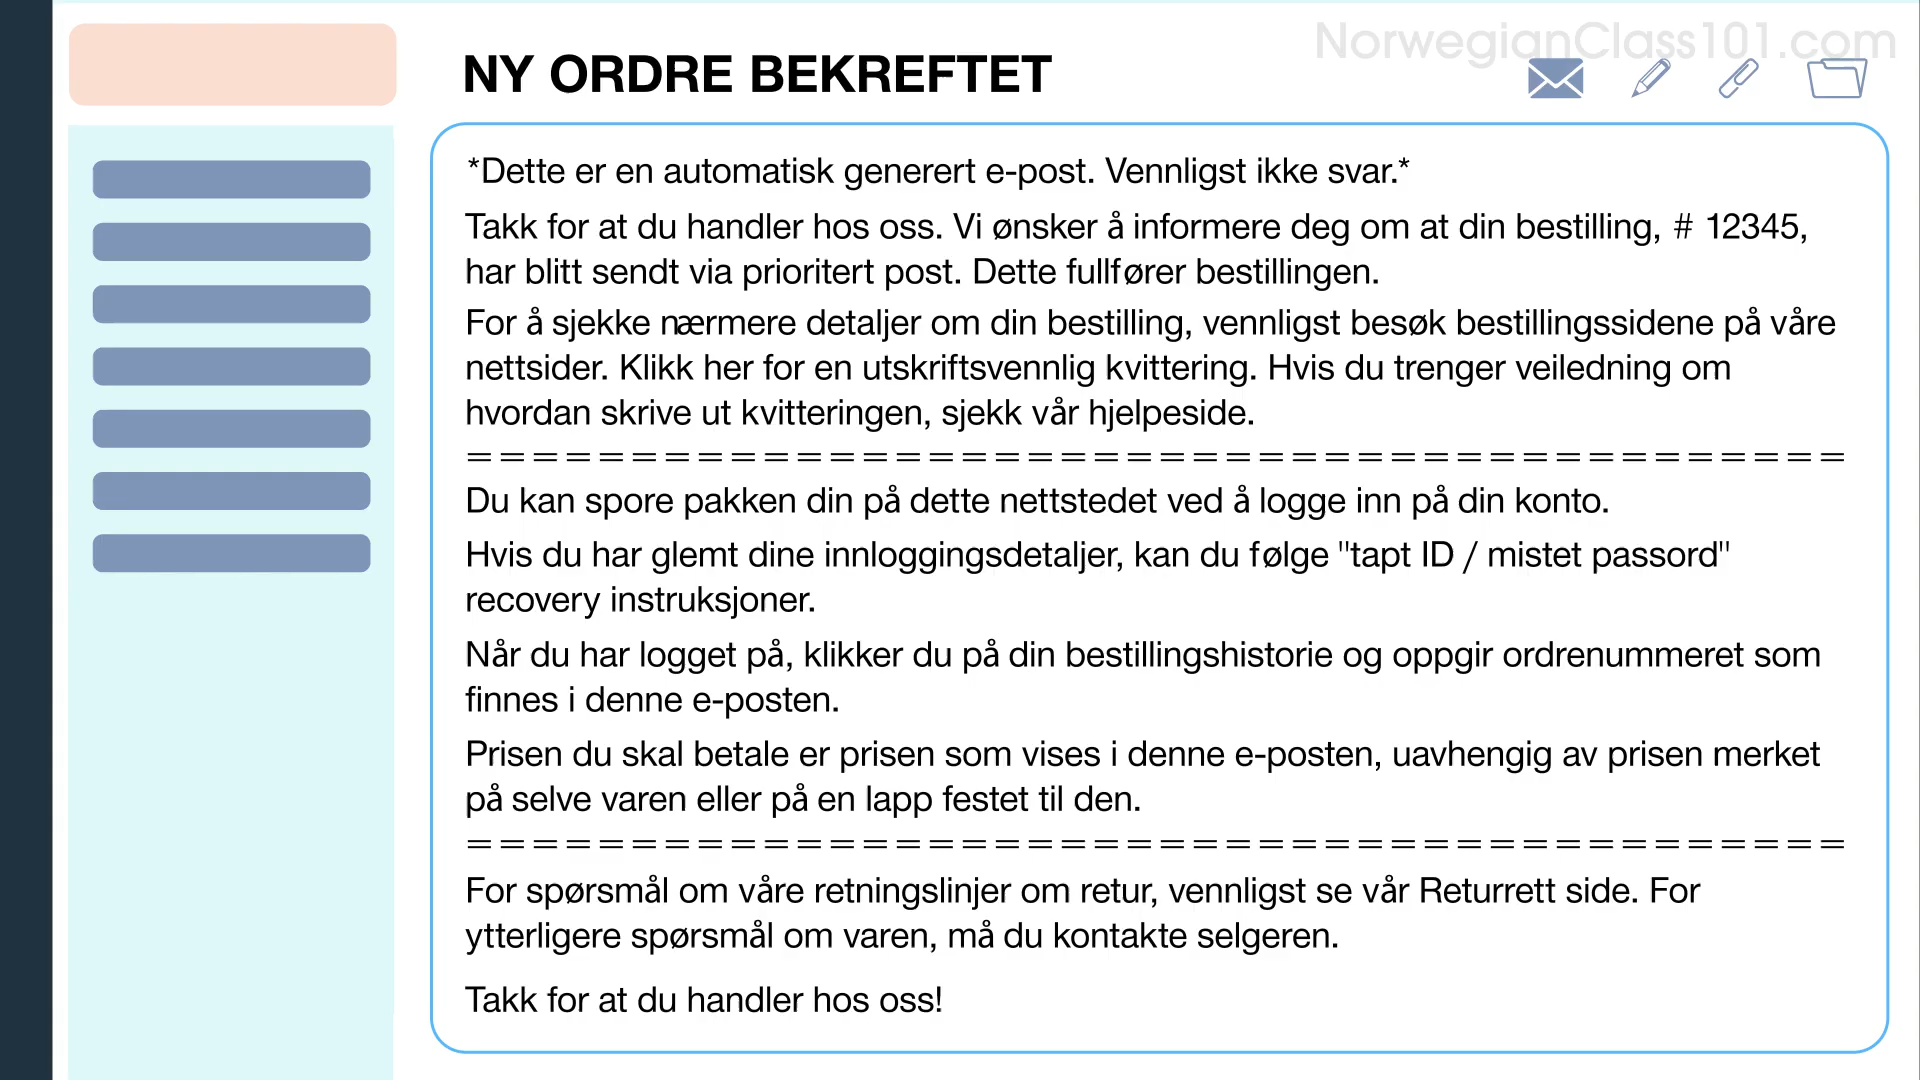 NorwegianClass101.com
NY ORDRE BEKREFTET
*Dette er en automatisk generert e-post. Vennligst ikke svar.*
Takk for at du handler hos oss. Vi ønsker å informere deg om at din bestilling, # 12345,
har blitt sendt via prioritert post. Dette fullfører bestillingen.
For å sjekke nærmere detaljer om din bestilling, vennligst besøk bestillingssidene på våre
nettsider. Klikk her for en utskriftsvennlig kvittering. Hvis du trenger veiledning om
hvordan skrive ut kvitteringen, sjekk vår hjelpeside.
= = = = = = = = = = = = = = = = = = = = = = = = = = = = = = = = = = = = = = = = = =
Du kan spore pakken din på dette nettstedet ved å logge inn på din konto.
Hvis du har glemt dine innloggingsdetaljer, kan du følge "tapt ID / mistet passord"
recovery instruksjoner.
Når du har logget på, klikker du på din bestillingshistorie og oppgir ordrenummeret som
finnes i denne e-posten.
Prisen du skal betale er prisen som vises i denne e-posten, uavhengig av prisen merket
på selve varen eller på en lapp festet til den.
= = = = = = = = = = = = = = = = = = = = = = = = = = = = = = = = = = = = = = = = = =
For spørsmål om våre retningslinjer om retur, vennligst se vår Returrett side. For
ytterligere spørsmål om varen, må du kontakte selgeren.
Takk for at du handler hos oss!